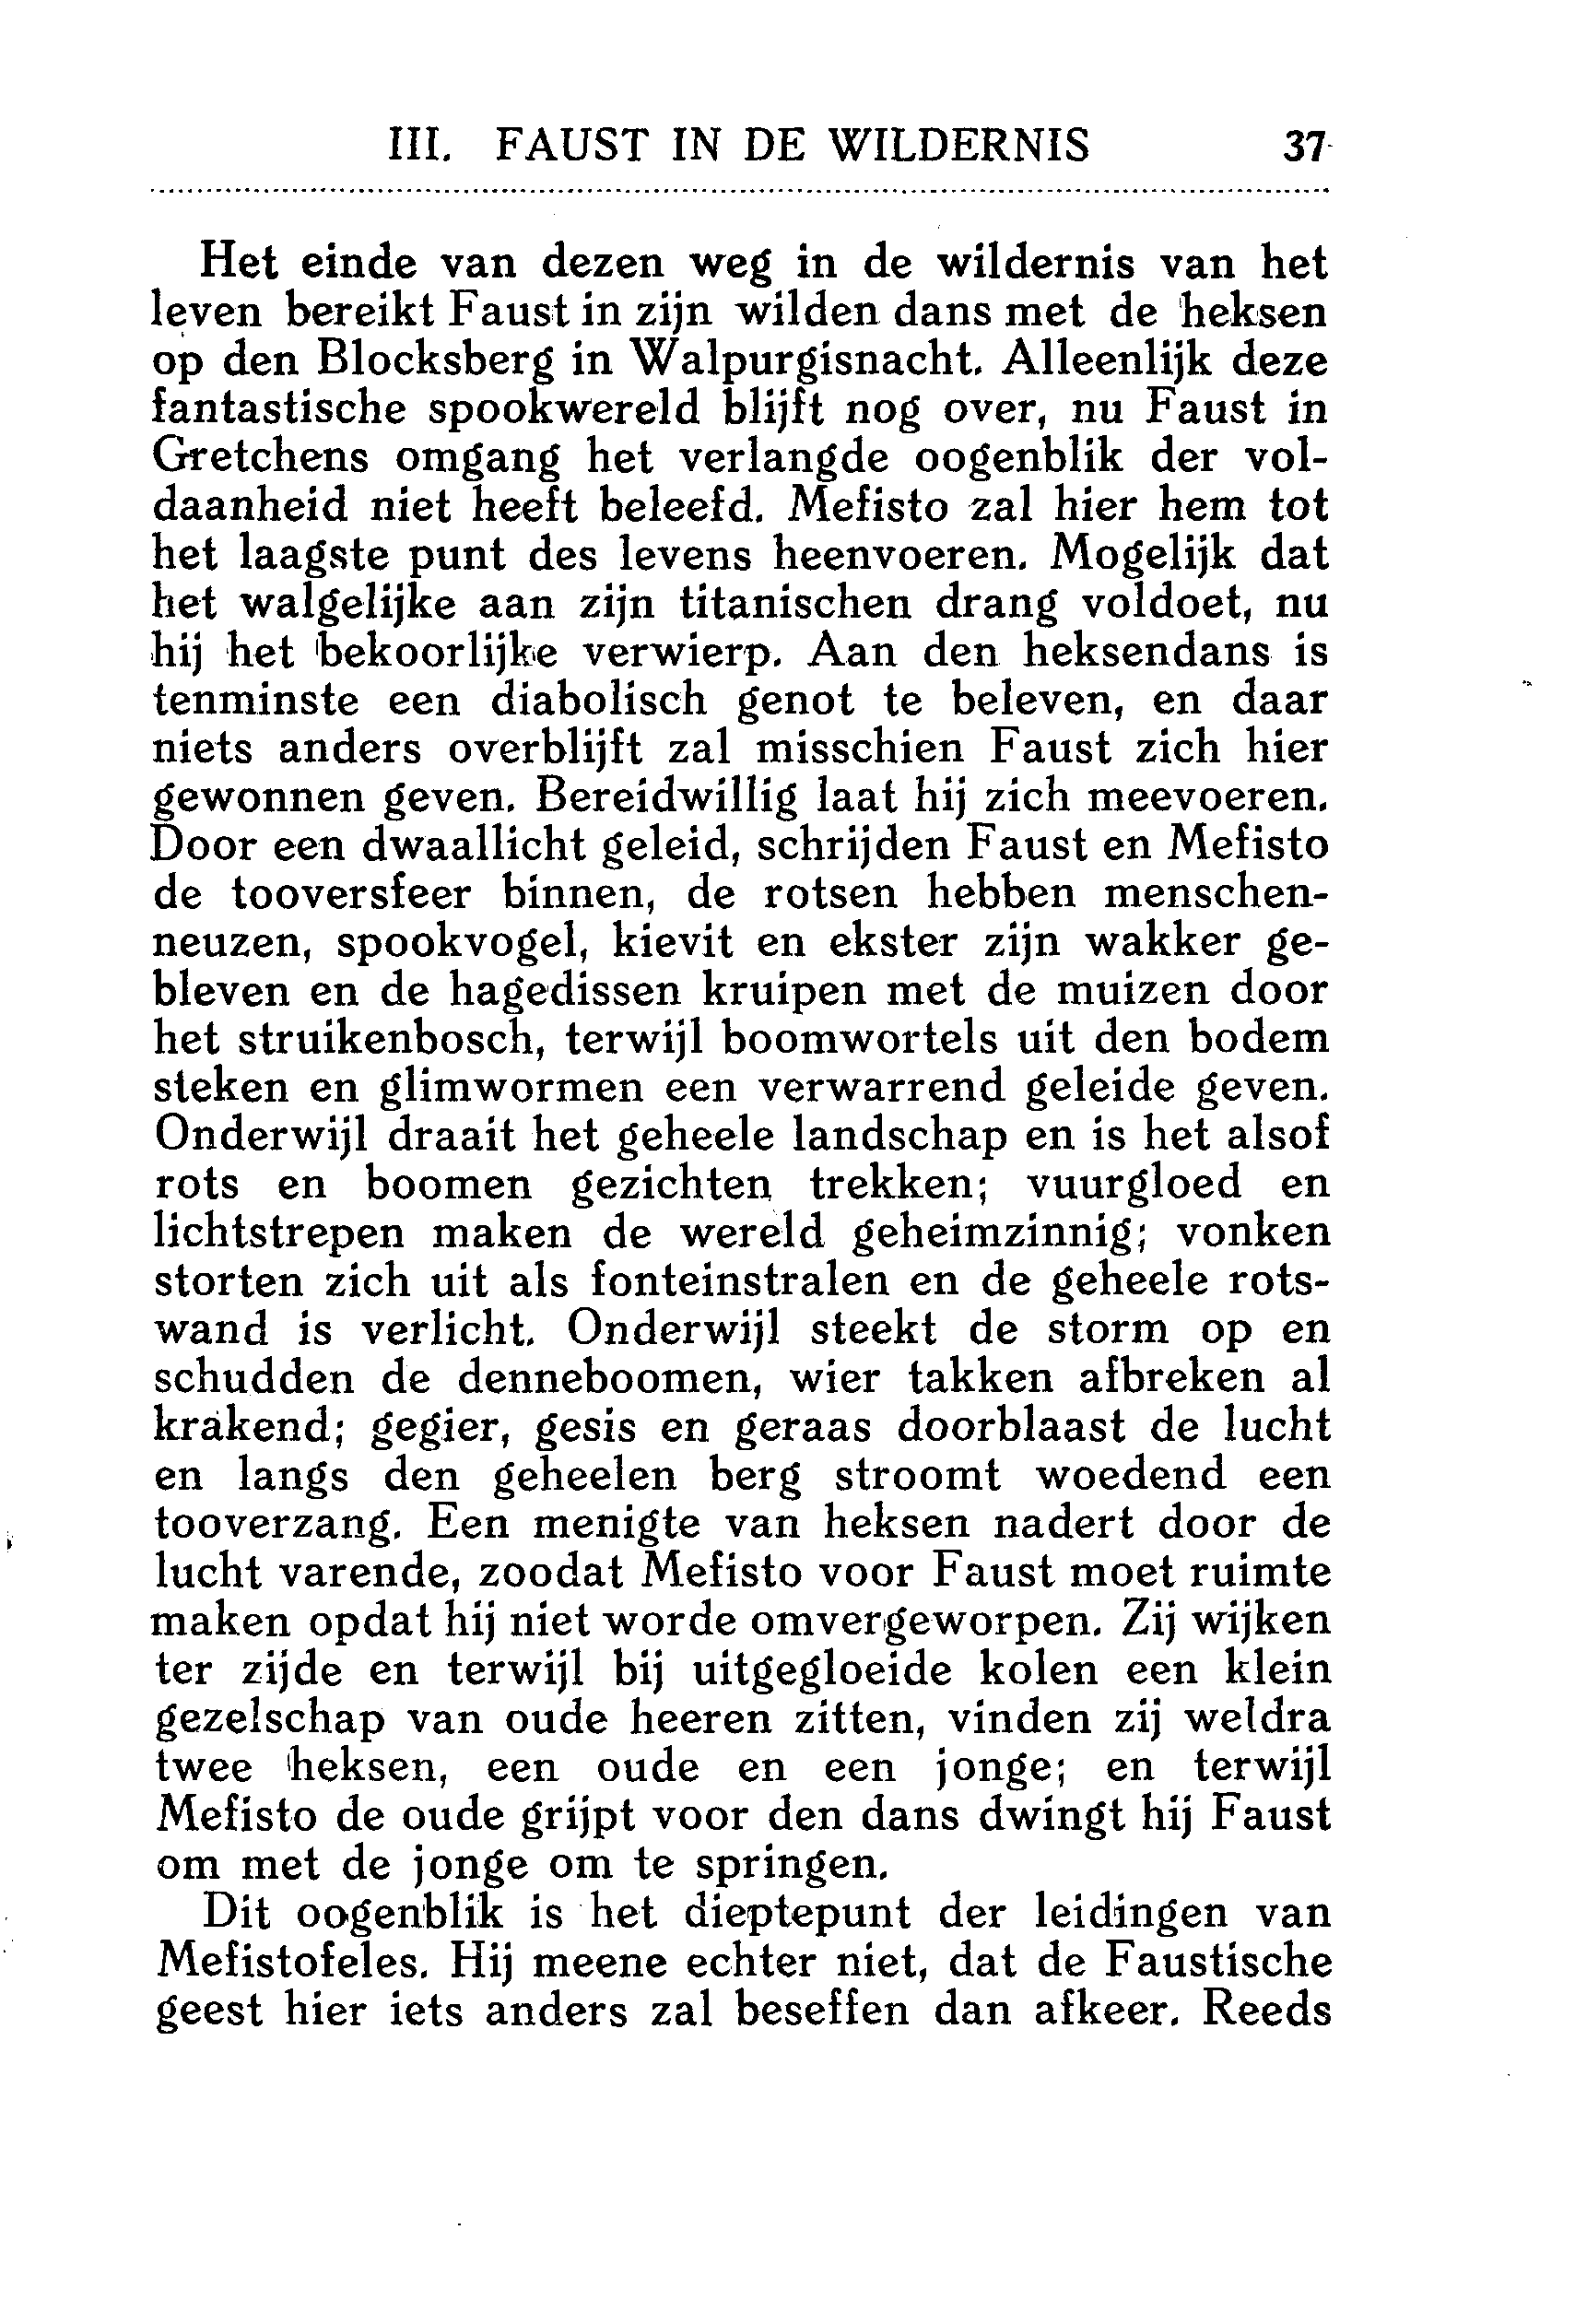 III. FAUST IN DE WILDERNIS 37
Het einde van dezen weg in de wildernis van het
leven bereikt Faust in zijn wilden dans met de heksen
op den Blocksberg in Walpurgisnacht. Alleenlijk deze
fantastische spookwereld blijft nog over, nu Faust in
Gretchens omgang het verlangde oogenblik der vol-
daanheid niet heeft beleefd. Mefisto zal hier hem tot
het laagste punt des levens heenvoeren. Mogelijk dat
het walgelijke aan zijn titanischen drang voldoet, nu
hij het bekoorlijke verwierp. Aan den heksendans is
tenminste een diabolisch genot te beleven, en daar
niets anders overblijft zal misschien Faust zich hier
gewonnen geven. Bereidwillig laat hij zich meevoeren.
Door een dwaallicht geleid, schrijden Faust en Mefisto
de tooversfeer binnen, de rotsen hebben menschen-
neuzen, spookvogel, kievit en ekster zijn wakker ge-
bleven en de hagedissen kruipen met de muizen door
het struikenbosch, terwijl boomwortels uit den bodem
steken en glimwormen een verwarrend geleide geven.
Onderwijl draait het geheele landschap en is het alsof
rots en boomen gezichten trekken; vuurgloed en
lichtstrepen maken de wereld geheimzinnig; vonken
storten zich uit als fonteinstralen en de geheele rots-
wand is verlicht. Onderwijl steekt de storm op en
schudden de denneboomen, wier takken afbreken al
krakend; gegier, gesis en geraas doorblaast de lucht
en langs den geheelen berg stroomt woedend een
tooverzang. Een menigte van heksen nadert door de
lucht varende, zoodat Mefisto voor Faust moet ruimte
maken opdat hij niet worde omvergeworpen. Zij wijken
ter zijde en terwijl bij uitgegloeide kolen een klein
gezelschap van oude heeren zitten, vinden zij weldra
twee heksen, een oude en een jonge; en terwijl
Mefisto de oude grijpt voor den dans dwingt hij Faust
om met de jonge om te springen.
Dit oogenblik is het dieptepunt der leidingen van
Mefistofeles. Hij meene echter niet, dat de Faustische
geest hier iets anders zal beseffen dan afkeer. Reeds